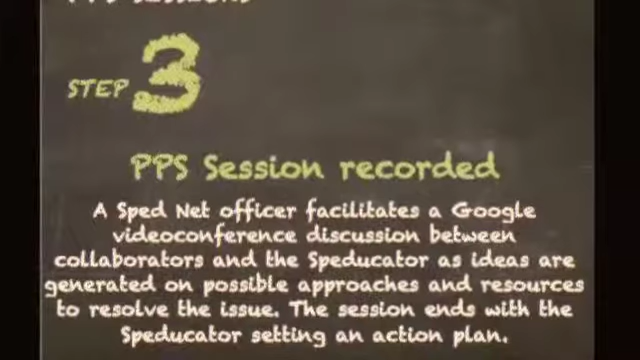 PPS Sessions
STEP 3
PPS Session recorded
A Sped Net officer facilitates a Google
videoconference discussion between
collaborators and the Speducator as ideas are
generated on possible approaches and resources
to resolve the issue. The session ends with the
Speducator setting an action plan.